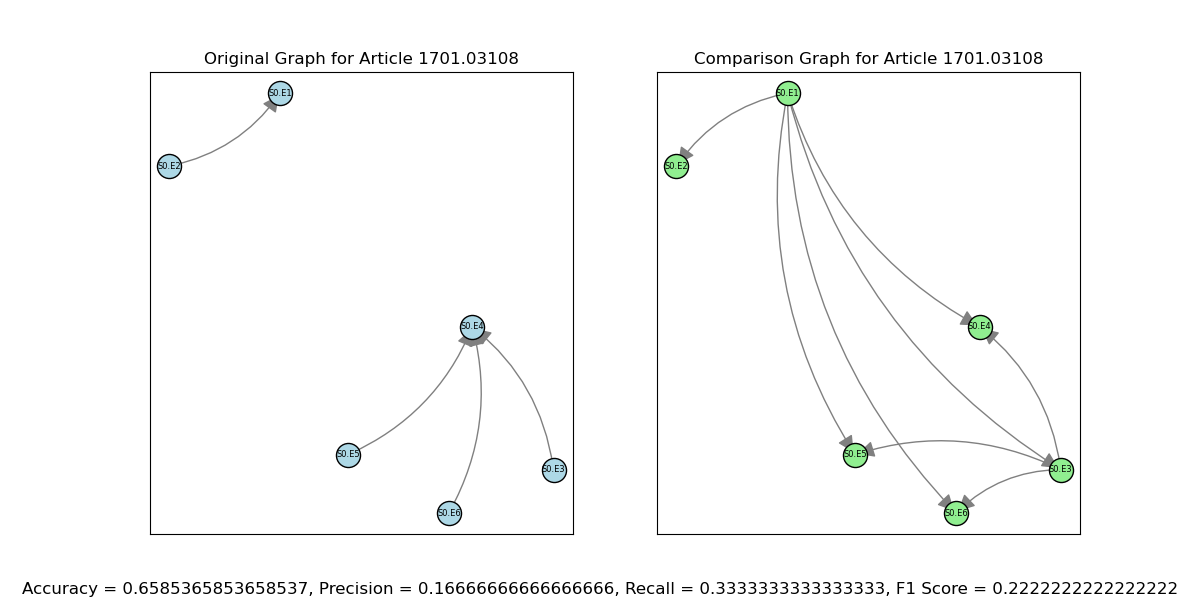 Original Graph for Article 1701.03108
S0.E1
S0.E2
S0.E4
S0.E5
S0.E3
S0.E6
Comparison Graph for Article 1701.03108
S0.E1
S0.E2
S0.E4
S0.E5
S0.E3
S0.E6
Accuracy = 0.6585365853658537, Precision = 0.16666666666666666, Recall = 0.3333333333333333, F1 Score = 0.2222222222222222